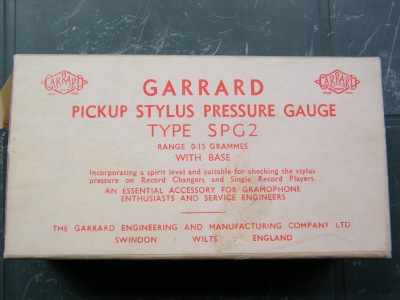 GARRARD
GARRARD
GARRARD
PICKUP STYLUS PRESSURE GAUGE
TYPE SPG2
RANGE 0-15 GRAMMES
WITH BASE
Incorporating a spirit level and suitable for checking the stylus
pressure on Record Changers and Single Record Players.
AN ESSENTIAL ACCESSORY FOR GRAMOPHONE
ENTHUSIASTS AND SERVICE ENGINEERS
THE GARRARD ENGINEERING AND MANUFACTURING COMPANY LTD
SWINDON : WILTS : ENGLAND